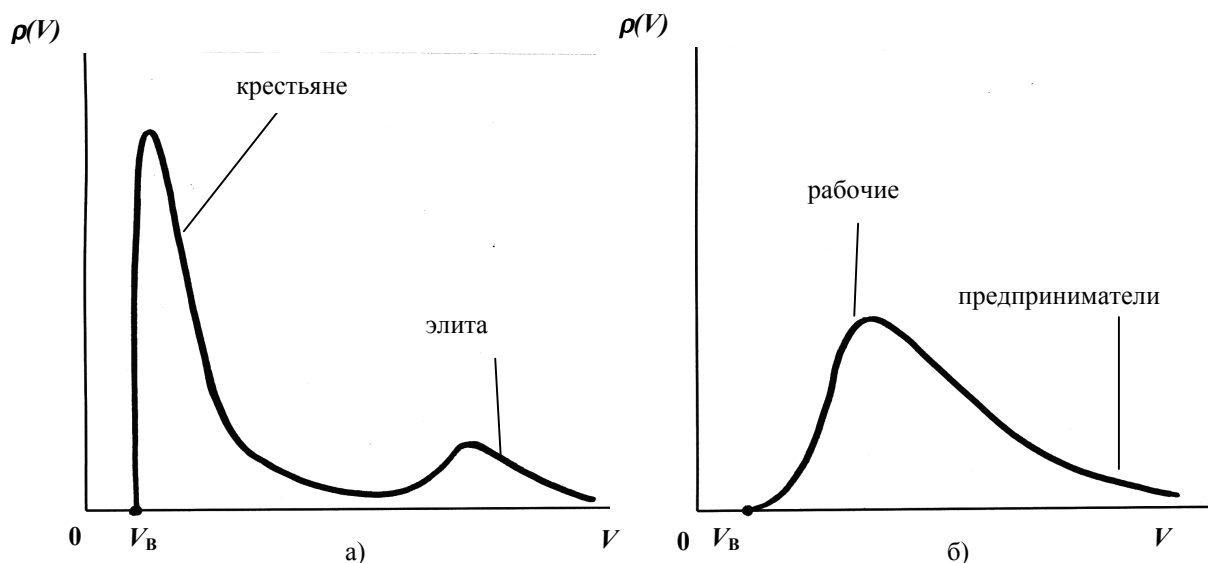 ρ(V)
крестьяне
элита
0
V_B
V
а)
ρ(V)
рабочие
предприниматели
0
V_B
V
б)